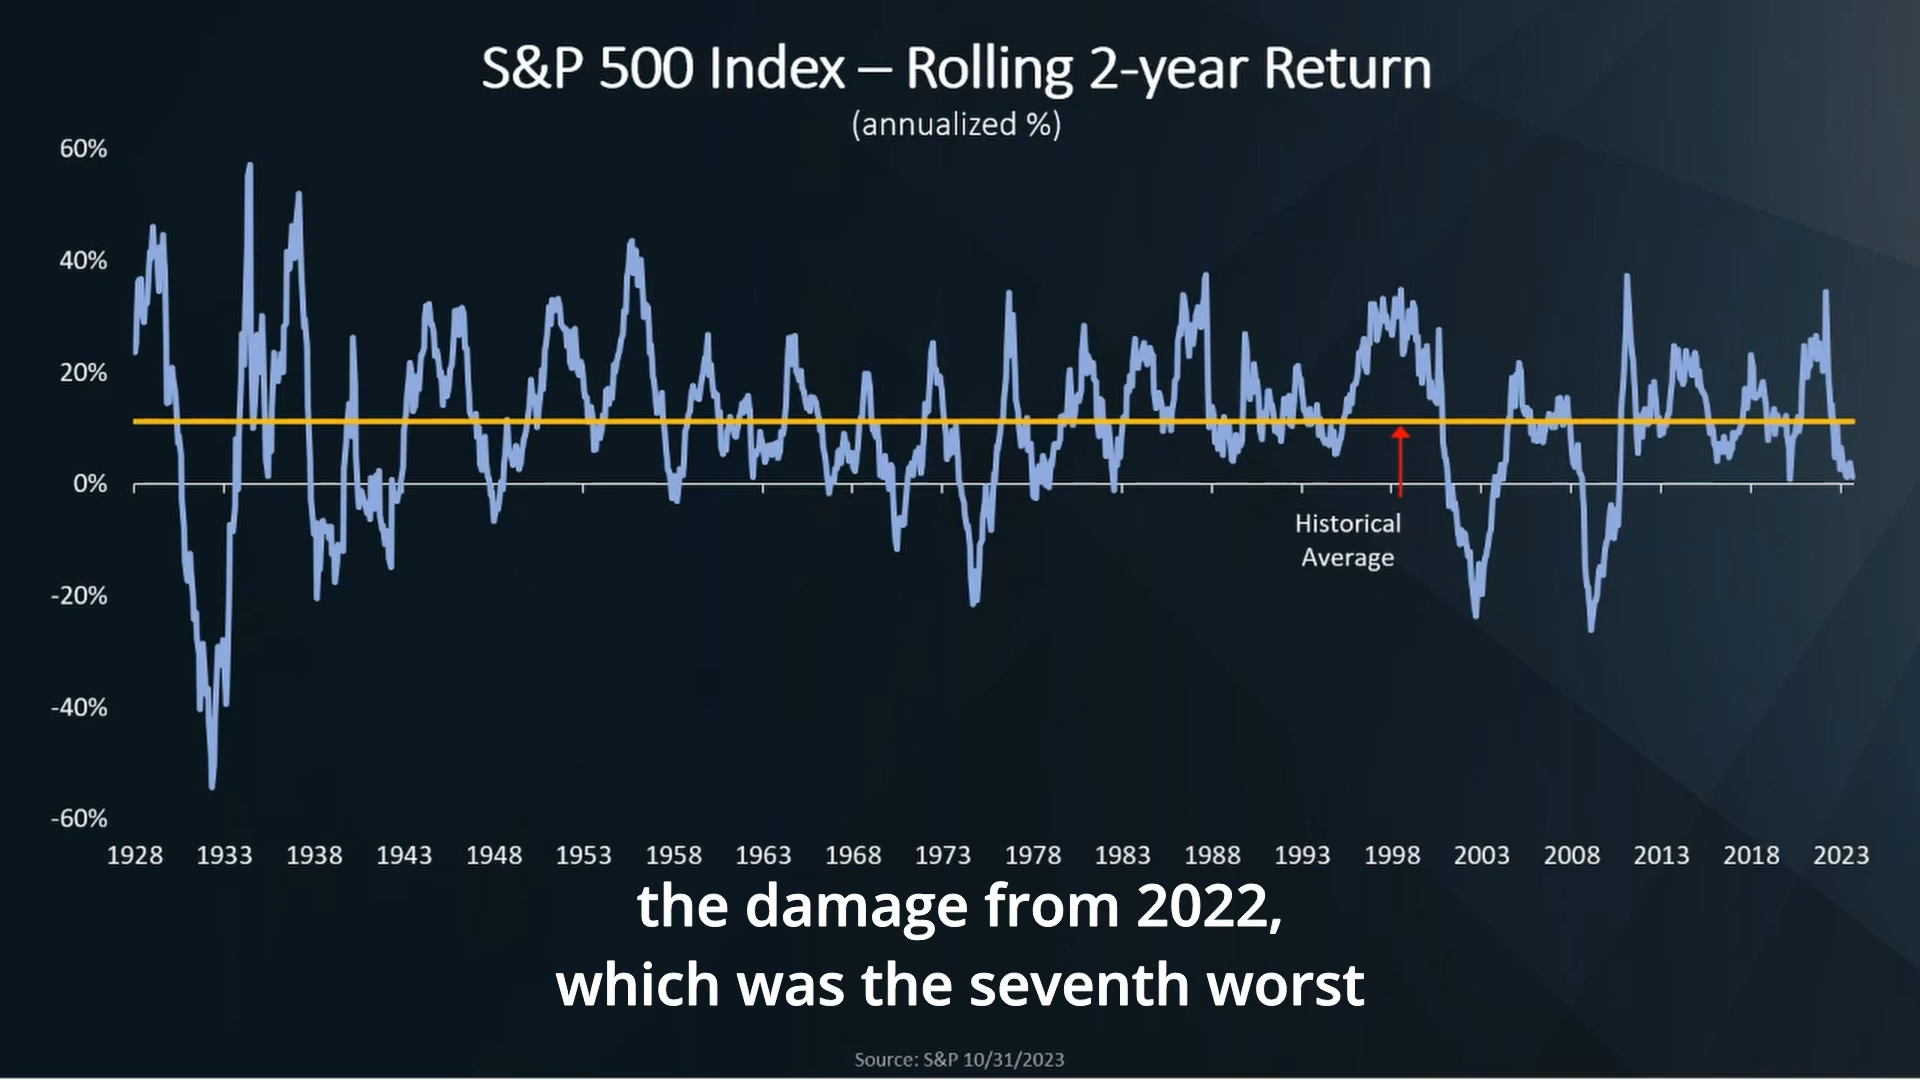 S&P 500 Index – Rolling 2-year Return
(annualized %)
60%
40%
20%
0%
-20%
-40%
-60%
Historical
Average
1928 1933 1938 1943 1948 1953 1958 1963 1968 1973 1978 1983 1988 1993 1998 2003 2008 2013 2018 2023
the damage from 2022,
which was the seventh worst
Source: S&P 10/31/2023